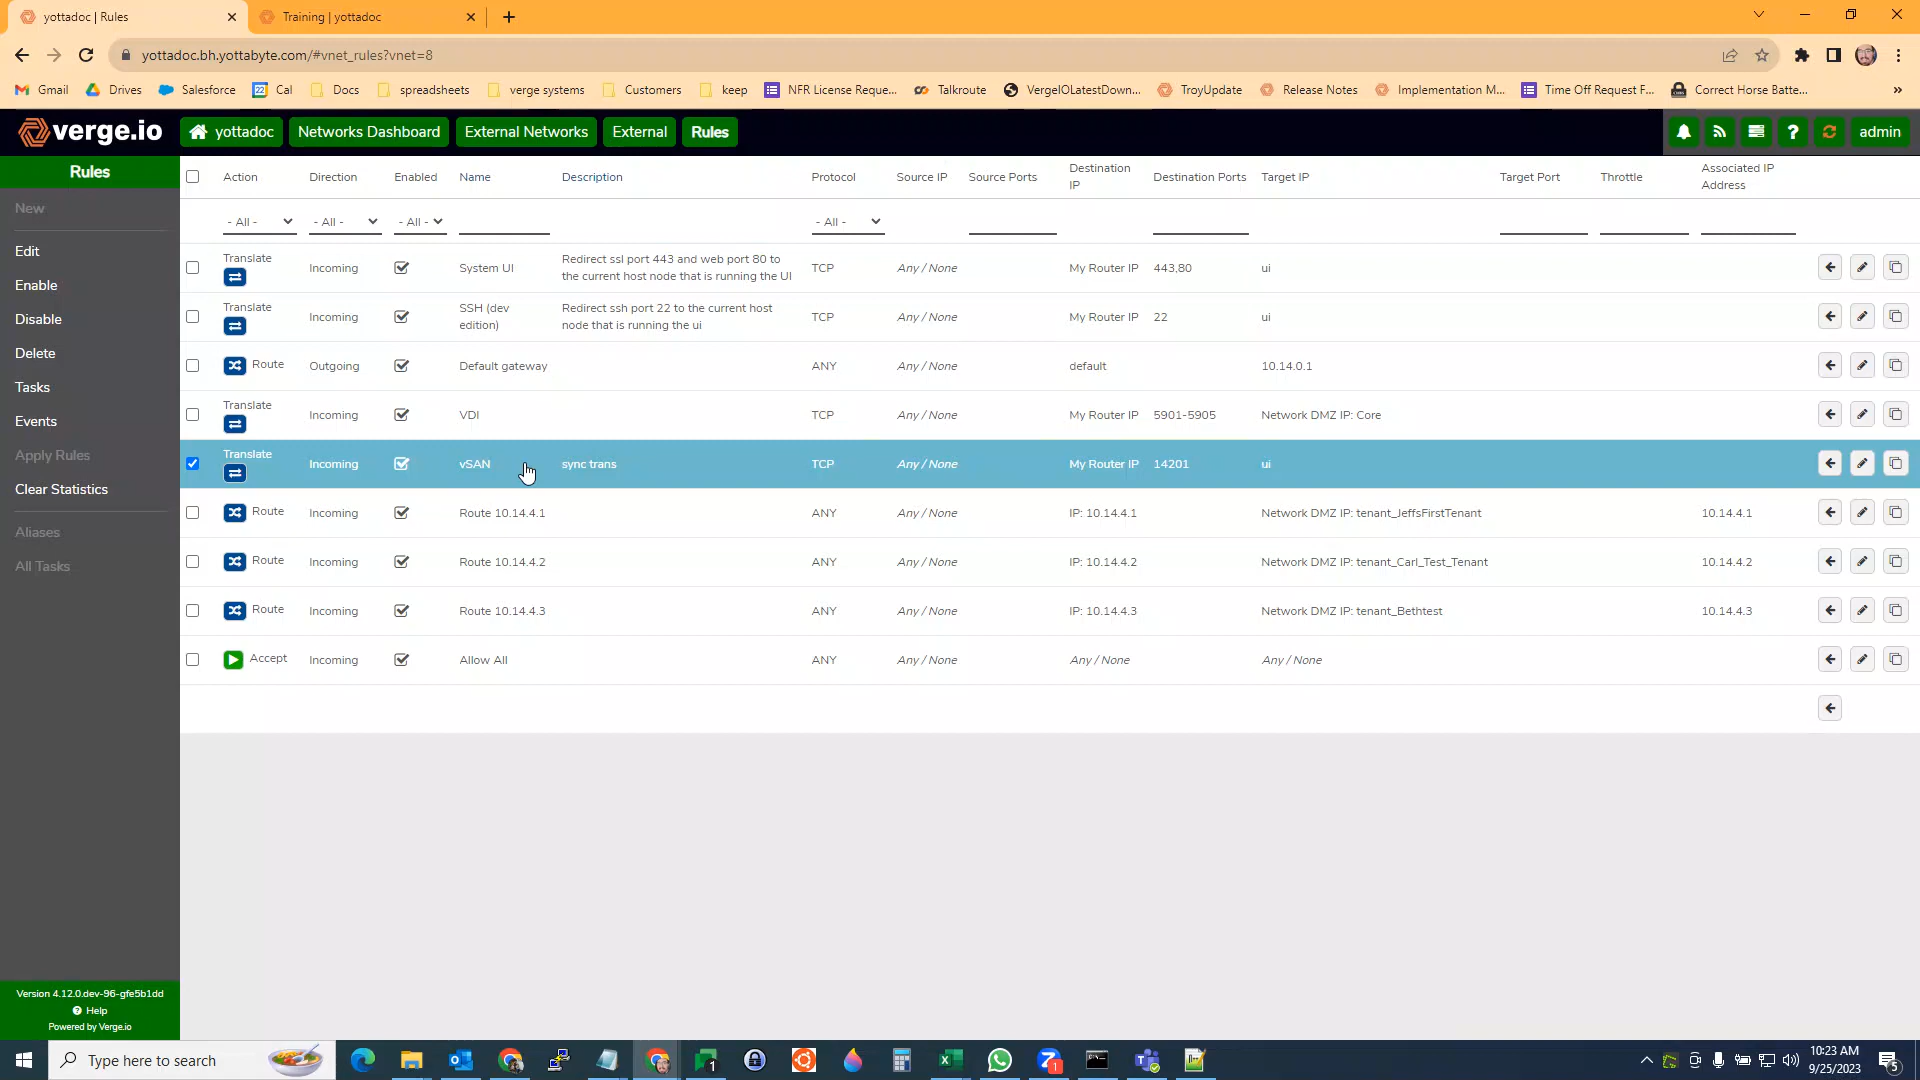 yottadoc | Rules
Training | yottadoc
yottadoc.bh.yottabyte.com/#vnet_rules?vnet=8
Gmail Drives Salesforce 22 Cal Docs spreadsheets verge systems Customers keep NFR License Reque... Talkroute VergeIOLatestDown... TroyUpdate Release Notes Implementation M... Time Off Request F... Correct Horse Batte... »
verge.io yottadoc Networks Dashboard External Networks External Rules ? admin
Rules
New
Edit
Enable
Disable
Delete
Tasks
Events
Apply Rules
Clear Statistics
Aliases
All Tasks
Action Direction Enabled Name Description Protocol Source IP Source Ports Destination IP Destination Ports Target IP Target Port Throttle Associated IP Address
- All - - All - - All - - All -
Translate Incoming System UI Redirect ssl port 443 and web port 80 to the current host node that is running the UI TCP Any / None My Router IP 443,80 ui
Translate Incoming SSH (dev edition) Redirect ssh port 22 to the current host node that is running the ui TCP Any / None My Router IP 22 ui
Route Outgoing Default gateway ANY Any / None default 10.14.0.1
Translate Incoming VDI TCP Any / None My Router IP 5901-5905 Network DMZ IP: Core
Translate Incoming vSAN sync trans TCP Any / None My Router IP 14201 ui
Route Incoming Route 10.14.4.1 ANY Any / None IP: 10.14.4.1 Network DMZ IP: tenant_JeffsFirstTenant 10.14.4.1
Route Incoming Route 10.14.4.2 ANY Any / None IP: 10.14.4.2 Network DMZ IP: tenant_Carl_Test_Tenant 10.14.4.2
Route Incoming Route 10.14.4.3 ANY Any / None IP: 10.14.4.3 Network DMZ IP: tenant_Bethtest 10.14.4.3
Accept Incoming Allow All ANY Any / None Any / None Any / None
Version 4.12.0.dev-96-gfe5b1dd
Help
Powered by Verge.io
Type here to search
1
1
10:23 AM
9/25/2023
5